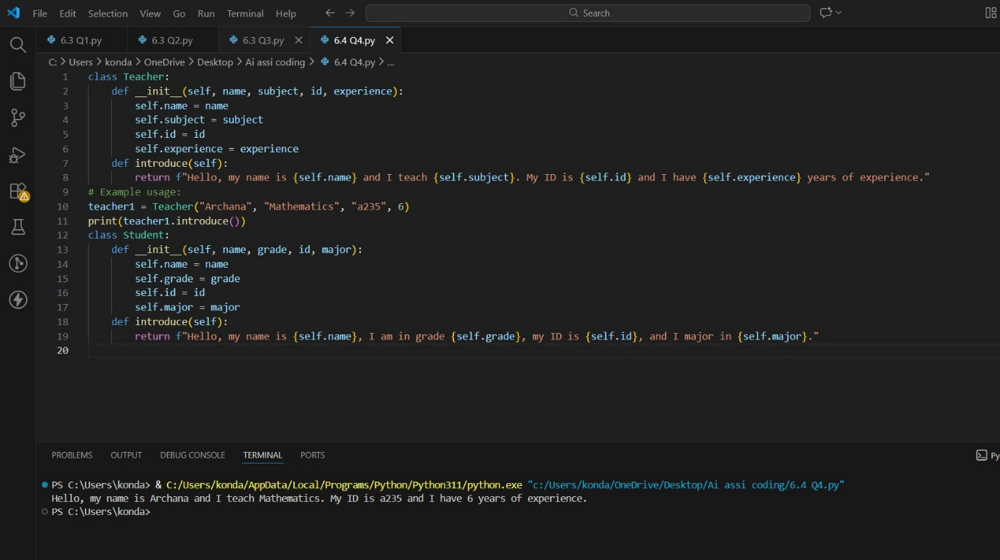 File Edit Selection View Go Run Terminal Help Search
6.3 Q1.py 6.3 Q2.py 6.3 Q3.py 6.4 Q4.py
C: > Users > konda > OneDrive > Desktop > Ai assi coding > 6.4 Q4.py > ...
1 class Teacher:
2     def __init__(self, name, subject, id, experience):
3         self.name = name
4         self.subject = subject
5         self.id = id
6         self.experience = experience
7     def introduce(self):
8         return f"Hello, my name is {self.name} and I teach {self.subject}. My ID is {self.id} and I have {self.experience} years of experience."
9 # Example usage:
10 teacher1 = Teacher("Archana", "Mathematics", "a235", 6)
11 print(teacher1.introduce())
12 class Student:
13     def __init__(self, name, grade, id, major):
14         self.name = name
15         self.grade = grade
16         self.id = id
17         self.major = major
18     def introduce(self):
19         return f"Hello, my name is {self.name}, I am in grade {self.grade}, my ID is {self.id}, and I major in {self.major}."
20
PROBLEMS OUTPUT DEBUG CONSOLE TERMINAL PORTS Py
PS C:\Users\konda> & C:/Users/konda/AppData/Local/Programs/Python/Python311/python.exe "c:/Users/konda/OneDrive/Desktop/Ai assi coding/6.4 Q4.py"
Hello, my name is Archana and I teach Mathematics. My ID is a235 and I have 6 years of experience.
PS C:\Users\konda>